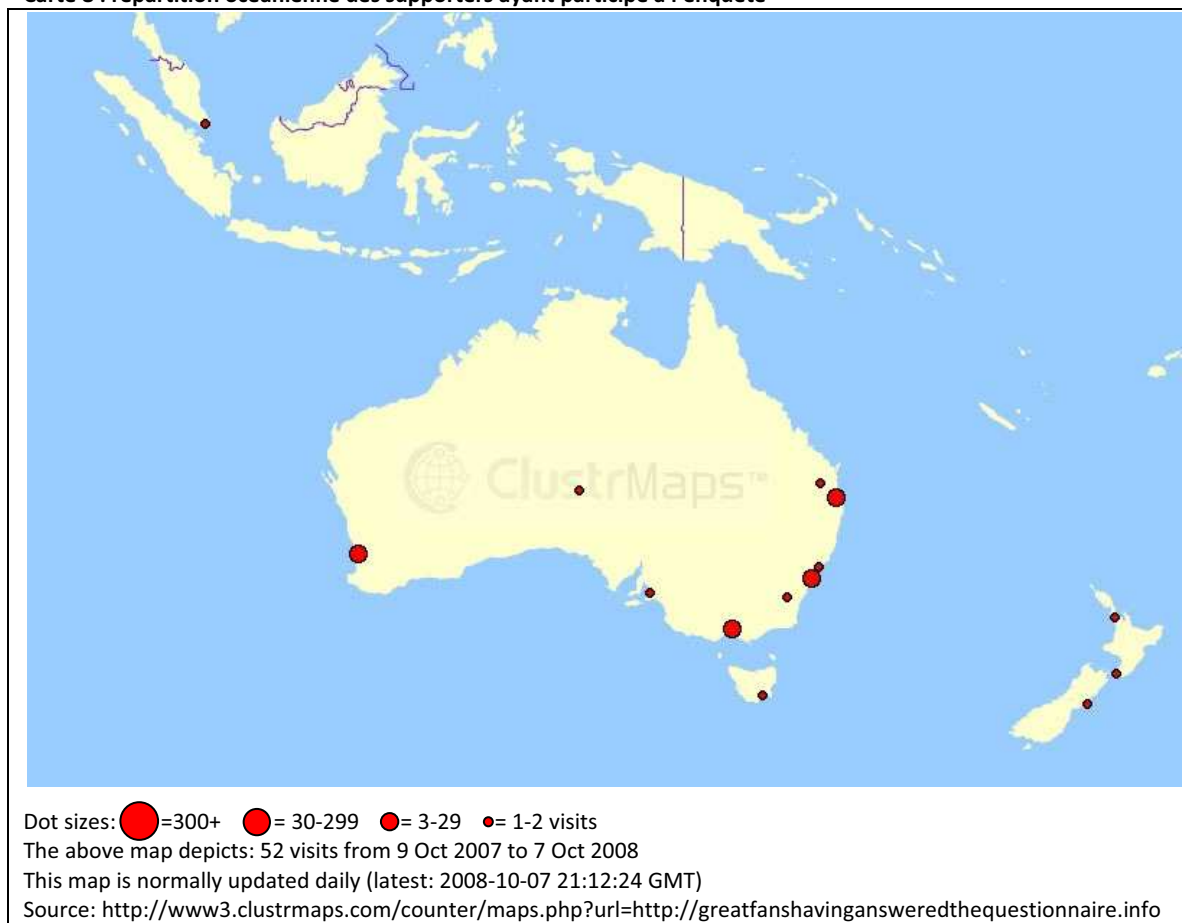 Carte 8 : Répartition océanienne des supporters ayant participé à l'enquête
ClustrMaps™
Dot sizes: =300+ = 30-299 = 3-29 = 1-2 visits
The above map depicts: 52 visits from 9 Oct 2007 to 7 Oct 2008
This map is normally updated daily (latest: 2008-10-07 21:12:24 GMT)
Source: http://www3.clustrmaps.com/counter/maps.php?url=http://greatfanshavingansweredthequestionnaire.info